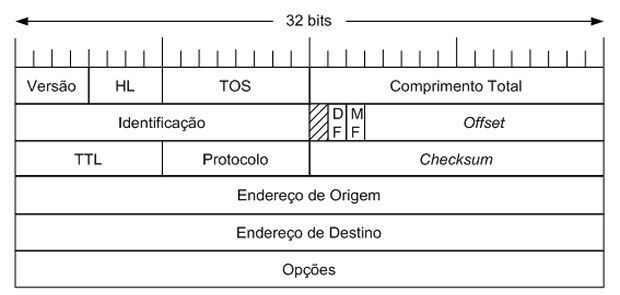 32 bits
Versão HL TOS Comprimento Total
Identificação DF MF Offset
TTL Protocolo Checksum
Endereço de Origem
Endereço de Destino
Opções